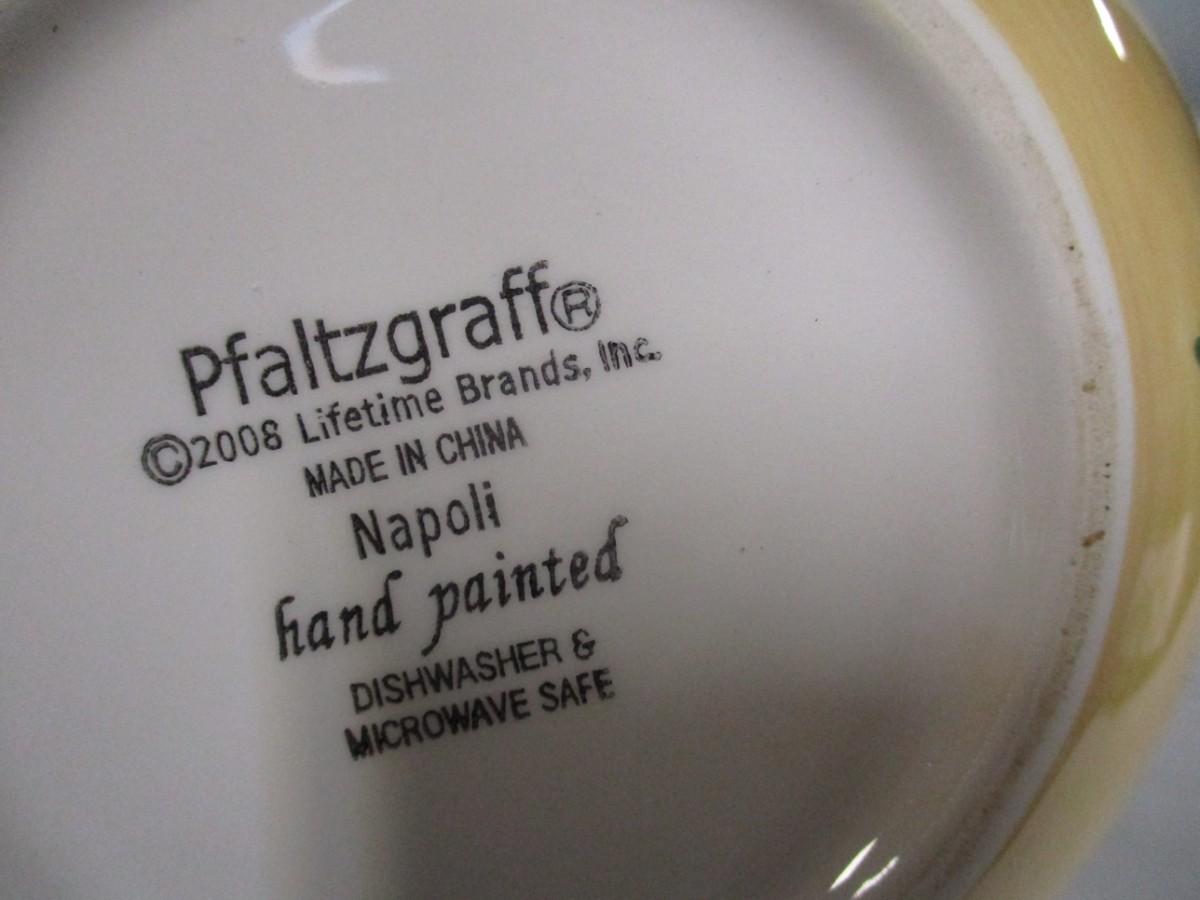 Pfaltzgraff®
©2008 Lifetime Brands, Inc.
MADE IN CHINA
Napoli
hand painted
DISHWASHER &
MICROWAVE SAFE